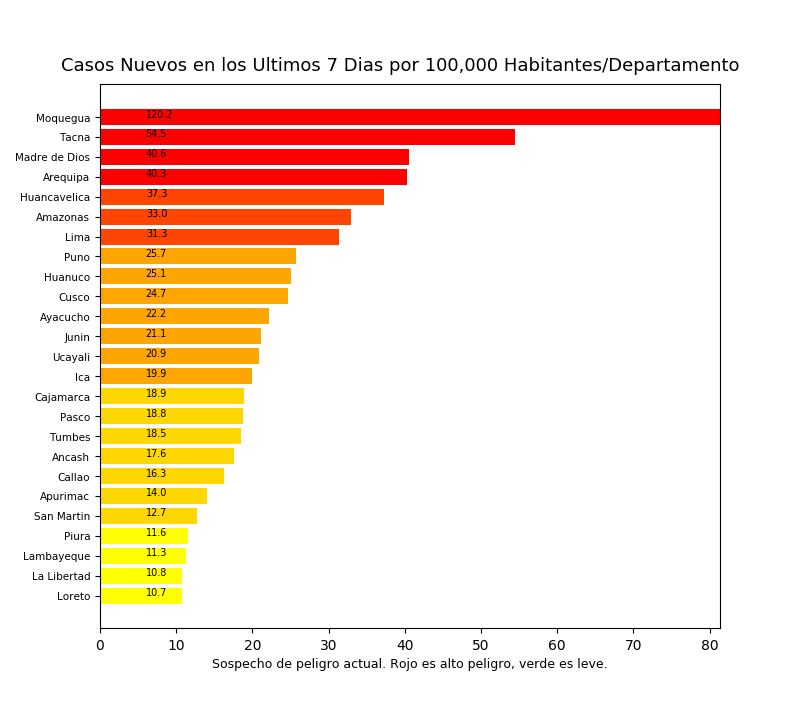 Casos Nuevos en los Ultimos 7 Dias por 100,000 Habitantes/Departamento
Moquegua 120.2
Tacna 54.5
Madre de Dios 40.6
Arequipa 40.3
Huancavelica 37.3
Amazonas 33.0
Lima 31.3
Puno 25.7
Huanuco 25.1
Cusco 24.7
Ayacucho 22.2
Junin 21.1
Ucayali 20.9
Ica 19.9
Cajamarca 18.9
Pasco 18.8
Tumbes 18.5
Ancash 17.6
Callao 16.3
Apurimac 14.0
San Martin 12.7
Piura 11.6
Lambayeque 11.3
La Libertad 10.8
Loreto 10.7
0 10 20 30 40 50 60 70 80
Sospecho de peligro actual. Rojo es alto peligro, verde es leve.